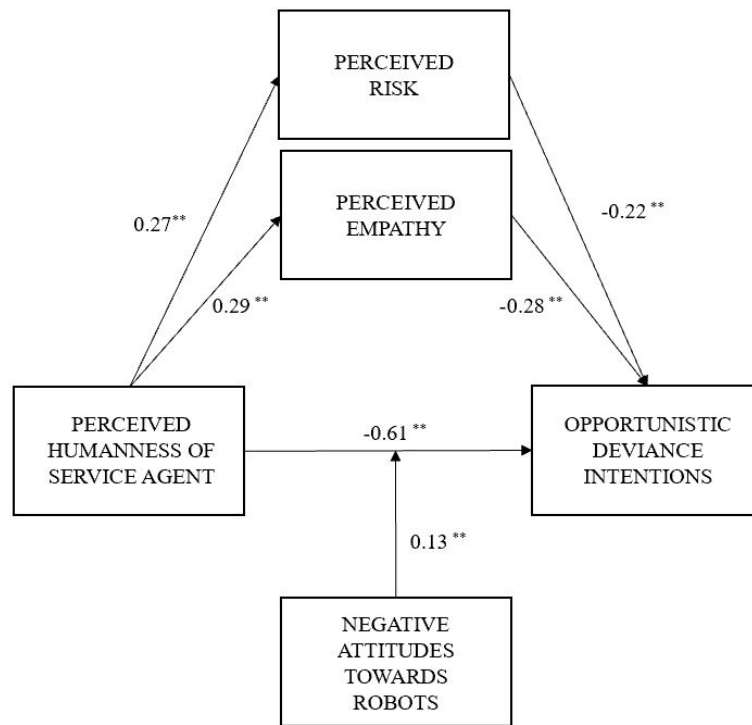 PERCEIVED
RISK
PERCEIVED
EMPATHY
0.27**
0.29 **
-0.22 **
-0.28 **
PERCEIVED
HUMANNESS OF
SERVICE AGENT
-0.61 **
OPPORTUNISTIC
DEVIANCE
INTENTIONS
0.13 **
NEGATIVE
ATTITUDES
TOWARDS
ROBOTS